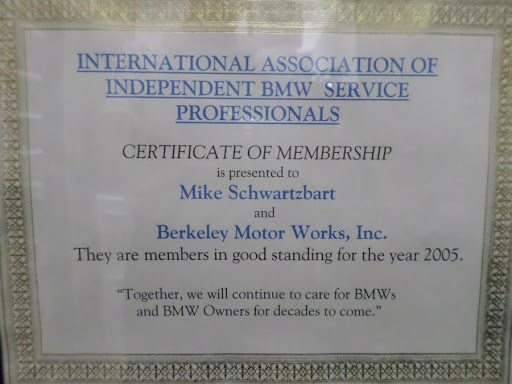 INTERNATIONAL ASSOCIATION OF
INDEPENDENT BMW SERVICE
PROFESSIONALS
CERTIFICATE OF MEMBERSHIP
is presented to
Mike Schwartzbart
and
Berkeley Motor Works, Inc.
They are members in good standing for the year 2005.
“Together, we will continue to care for BMWs
and BMW Owners for decades to come.”